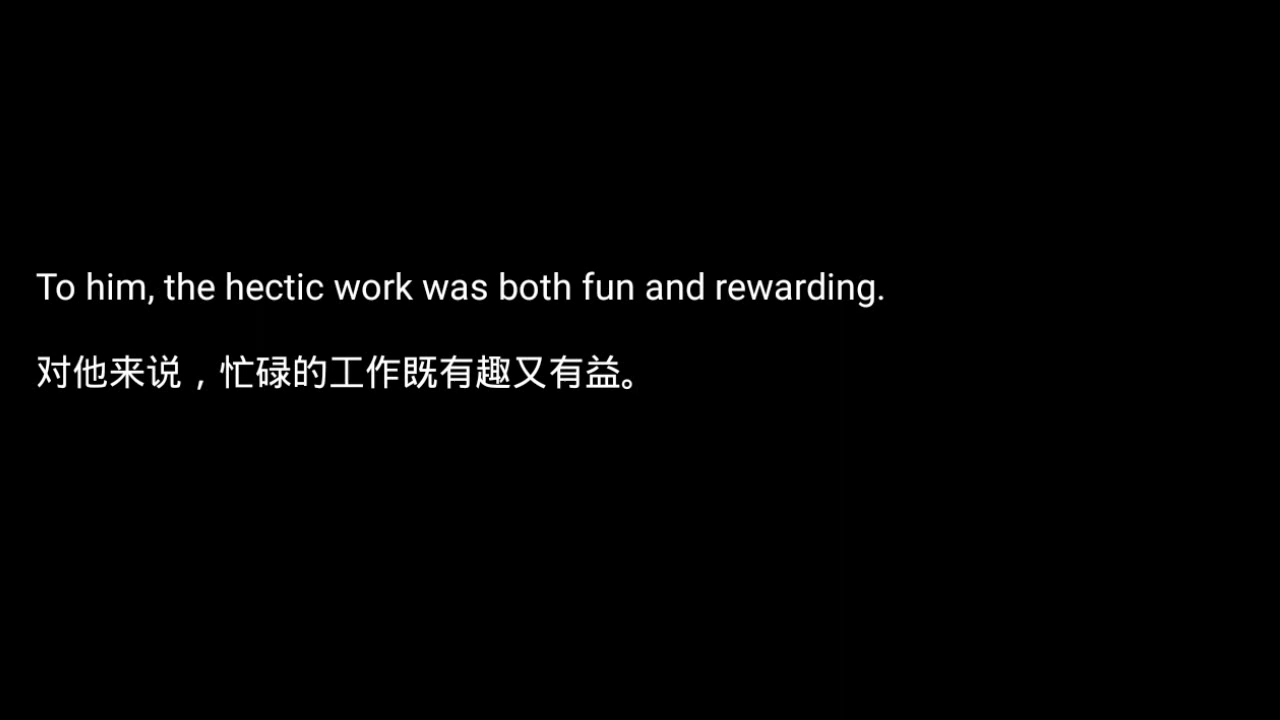 To him, the hectic work was both fun and rewarding.
对他来说，忙碌的工作既有趣又有益。